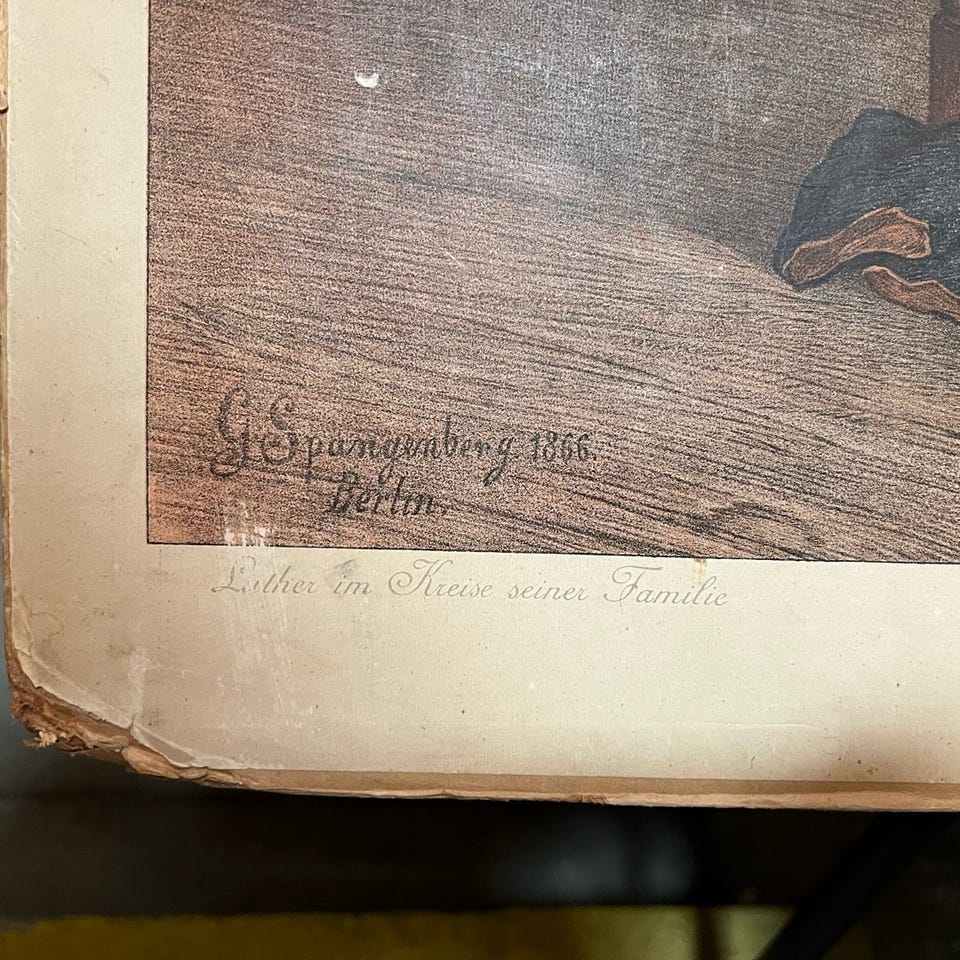 G Spangenberg 1866.
Berlin.
Luther im Kreise seiner Familie